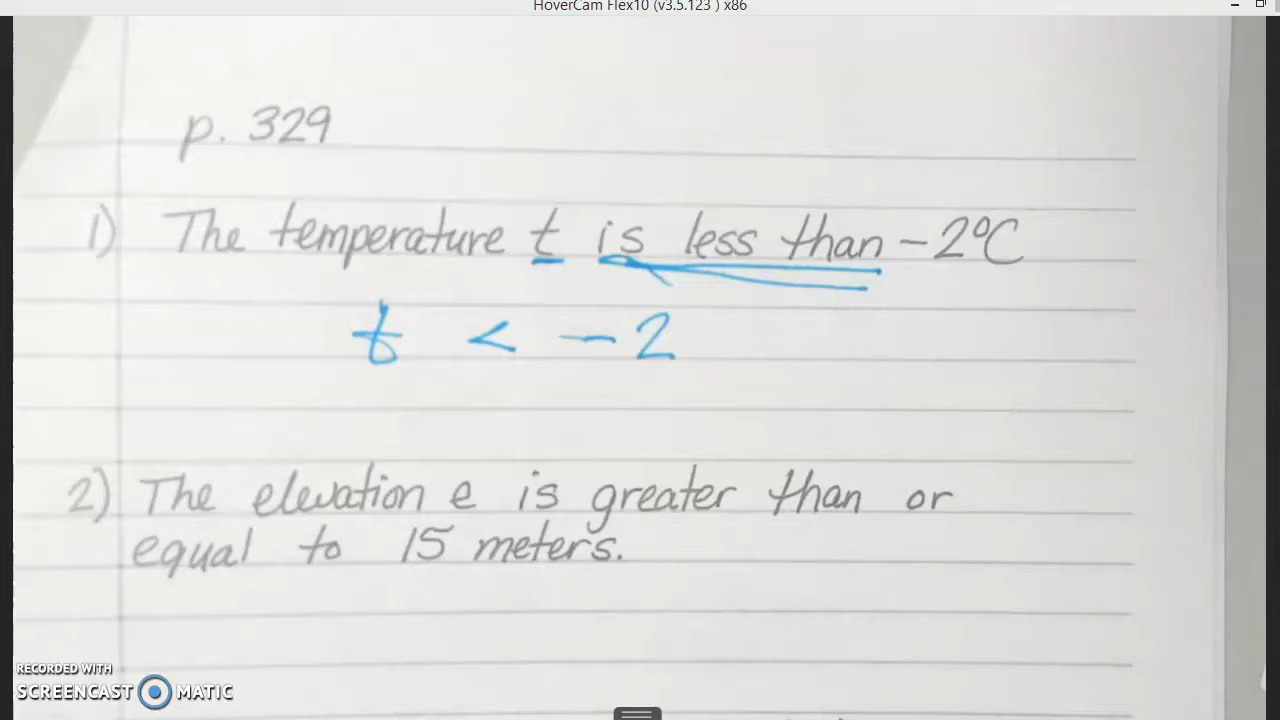 HoverCam Flex10 (v3.5.123 ) x86
p. 329
1) The temperature t is less than -2°C
t < -2
2) The elevation e is greater than or
equal to 15 meters.
RECORDED WITH
SCREENCAST MATIC